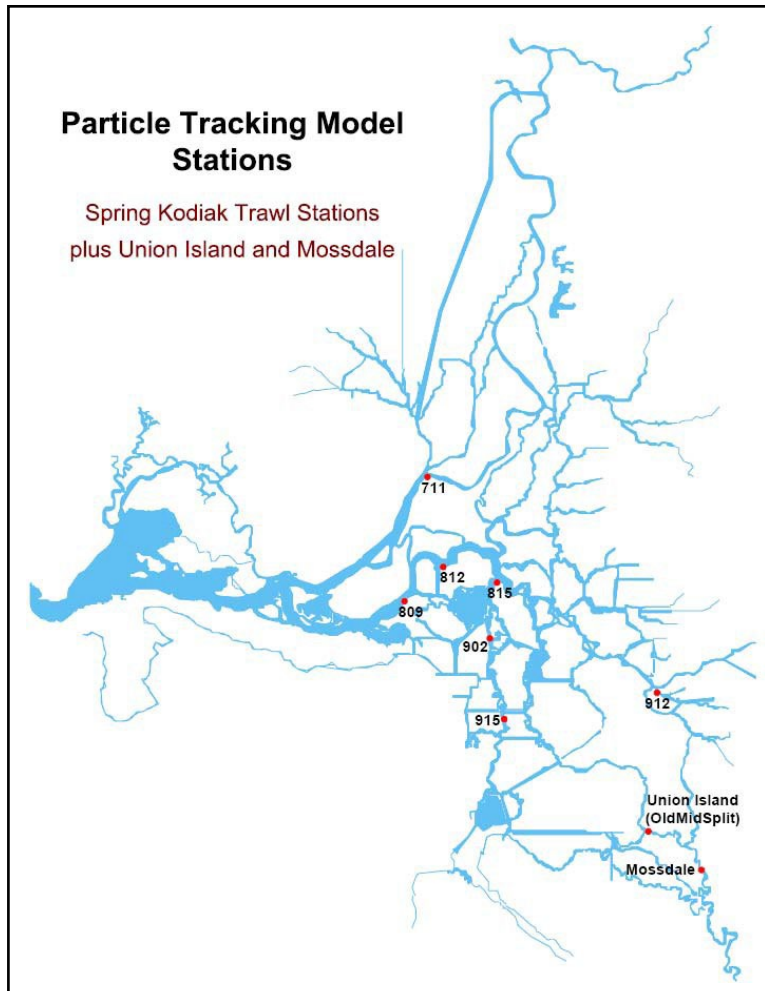 Particle Tracking Model
Stations
Spring Kodiak Trawl Stations
plus Union Island and Mossdale
711
812
815
809
902
912
915
Union Island
(OldMidSplit)
Mossdale